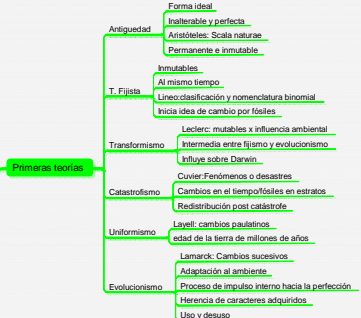 Forma ideal
Antiguedad
Inalterable y perfecta
Aristóteles: Scala naturae
Permanente e inmutable
Inmutables
Al mismo tiempo
T. Fijista
Lineo:clasificación y nomenclatura binomial
Inicia idea de cambio por fósiles
Leclerc: mutables x influencia ambiental
Transformismo
Intermedia entre fijismo y evolucionismo
Influye sobre Darwin
Primeras teorías
Cuvier:Fenómenos o desastres
Catastrofismo
Cambios en el tiempo/fósiles en estratos
Redistribución post catástrofe
Layell: cambios paulatinos
Uniformismo
edad de la tierra de millones de años
Lamarck: Cambios sucesivos
Adaptación al ambiente
Evolucionismo
Proceso de impulso interno hacia la perfección
Herencia de caracteres adquiridos
Uso y desuso